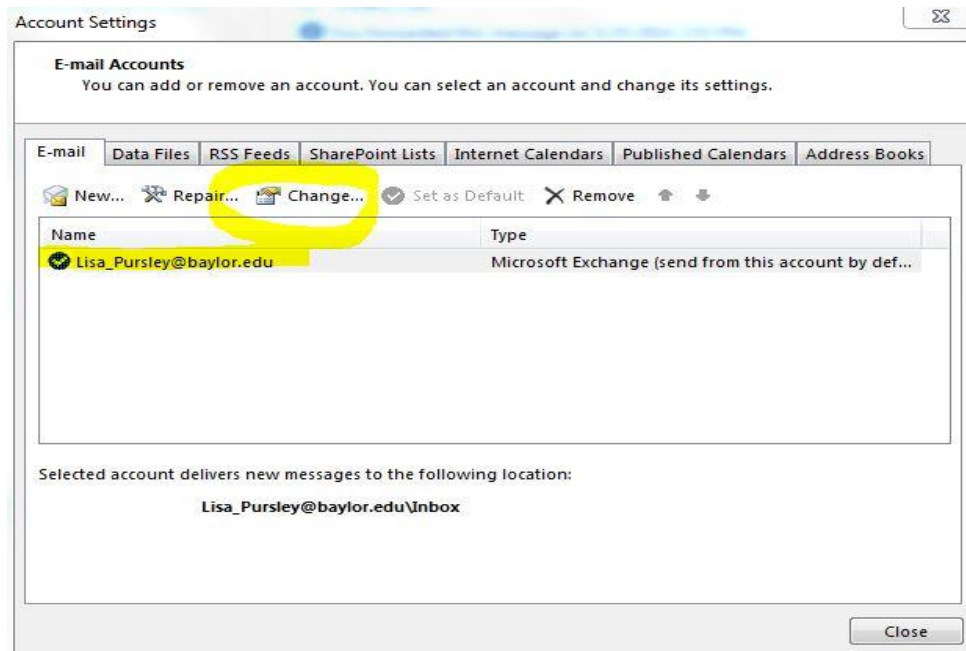 Account Settings
E-mail Accounts
You can add or remove an account. You can select an account and change its settings.
E-mail Data Files RSS Feeds SharePoint Lists Internet Calendars Published Calendars Address Books
New... Repair... Change... Set as Default Remove
Name Type
Lisa_Pursley@baylor.edu Microsoft Exchange (send from this account by def...
Selected account delivers new messages to the following location:
Lisa_Pursley@baylor.edu\Inbox
Close